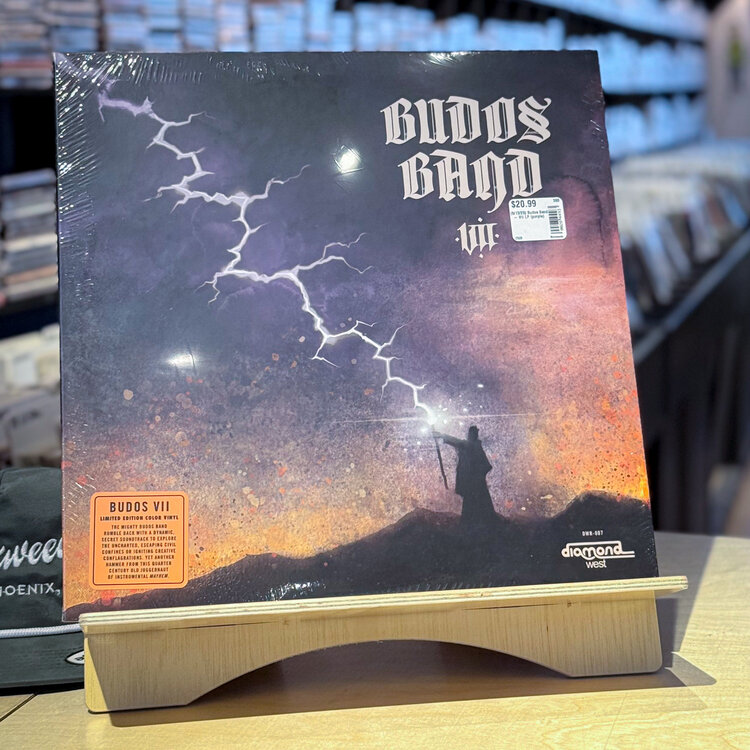 BUDOS
BAND
·VII·
$20.99
BUDOS VII
LIMITED EDITION COLOR VINYL
THE MIGHTY BUDOS BAND
RUMBLE BACK WITH A DYNAMIC,
SECRET SOUNDTRACK TO EXPLORE
THE UNCHARTED, ESCAPING CIVIL
CONFINES OR IGNITING CREATIVE
CONFLAGRATIONS. YET ANOTHER
HAMMER FROM THIS QUARTER
CENTURY OLD JUGGERNAUT
OF INSTRUMENTAL MAYHEM.
DWR-007
diamond
west